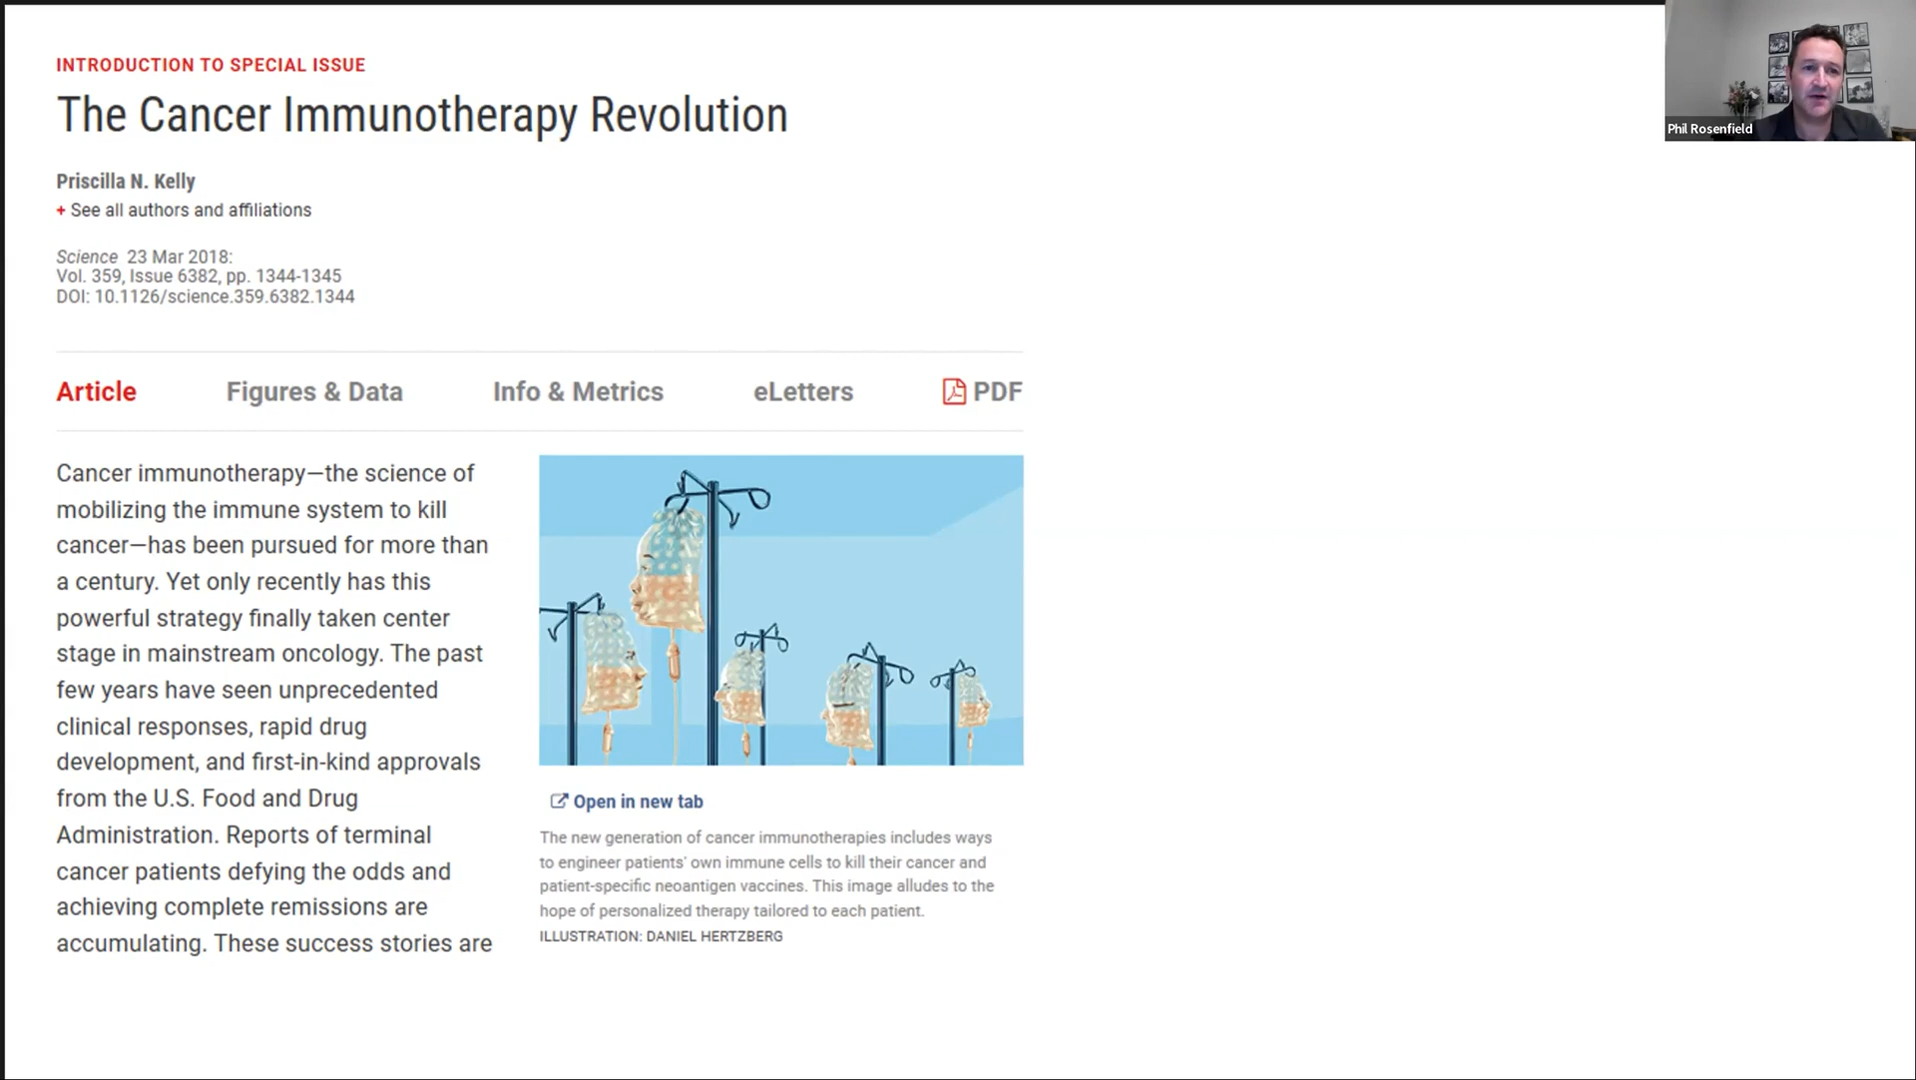 INTRODUCTION TO SPECIAL ISSUE
The Cancer Immunotherapy Revolution
Priscilla N. Kelly
+ See all authors and affiliations
Science 23 Mar 2018:
Vol. 359, Issue 6382, pp. 1344-1345
DOI: 10.1126/science.359.6382.1344
Article Figures & Data Info & Metrics eLetters PDF
Cancer immunotherapy—the science of
mobilizing the immune system to kill
cancer—has been pursued for more than
a century. Yet only recently has this
powerful strategy finally taken center
stage in mainstream oncology. The past
few years have seen unprecedented
clinical responses, rapid drug
development, and first-in-kind approvals
from the U.S. Food and Drug
Administration. Reports of terminal
cancer patients defying the odds and
achieving complete remissions are
accumulating. These success stories are
Open in new tab
The new generation of cancer immunotherapies includes ways
to engineer patients' own immune cells to kill their cancer and
patient-specific neoantigen vaccines. This image alludes to the
hope of personalized therapy tailored to each patient.
ILLUSTRATION: DANIEL HERTZBERG
Phil Rosenfield